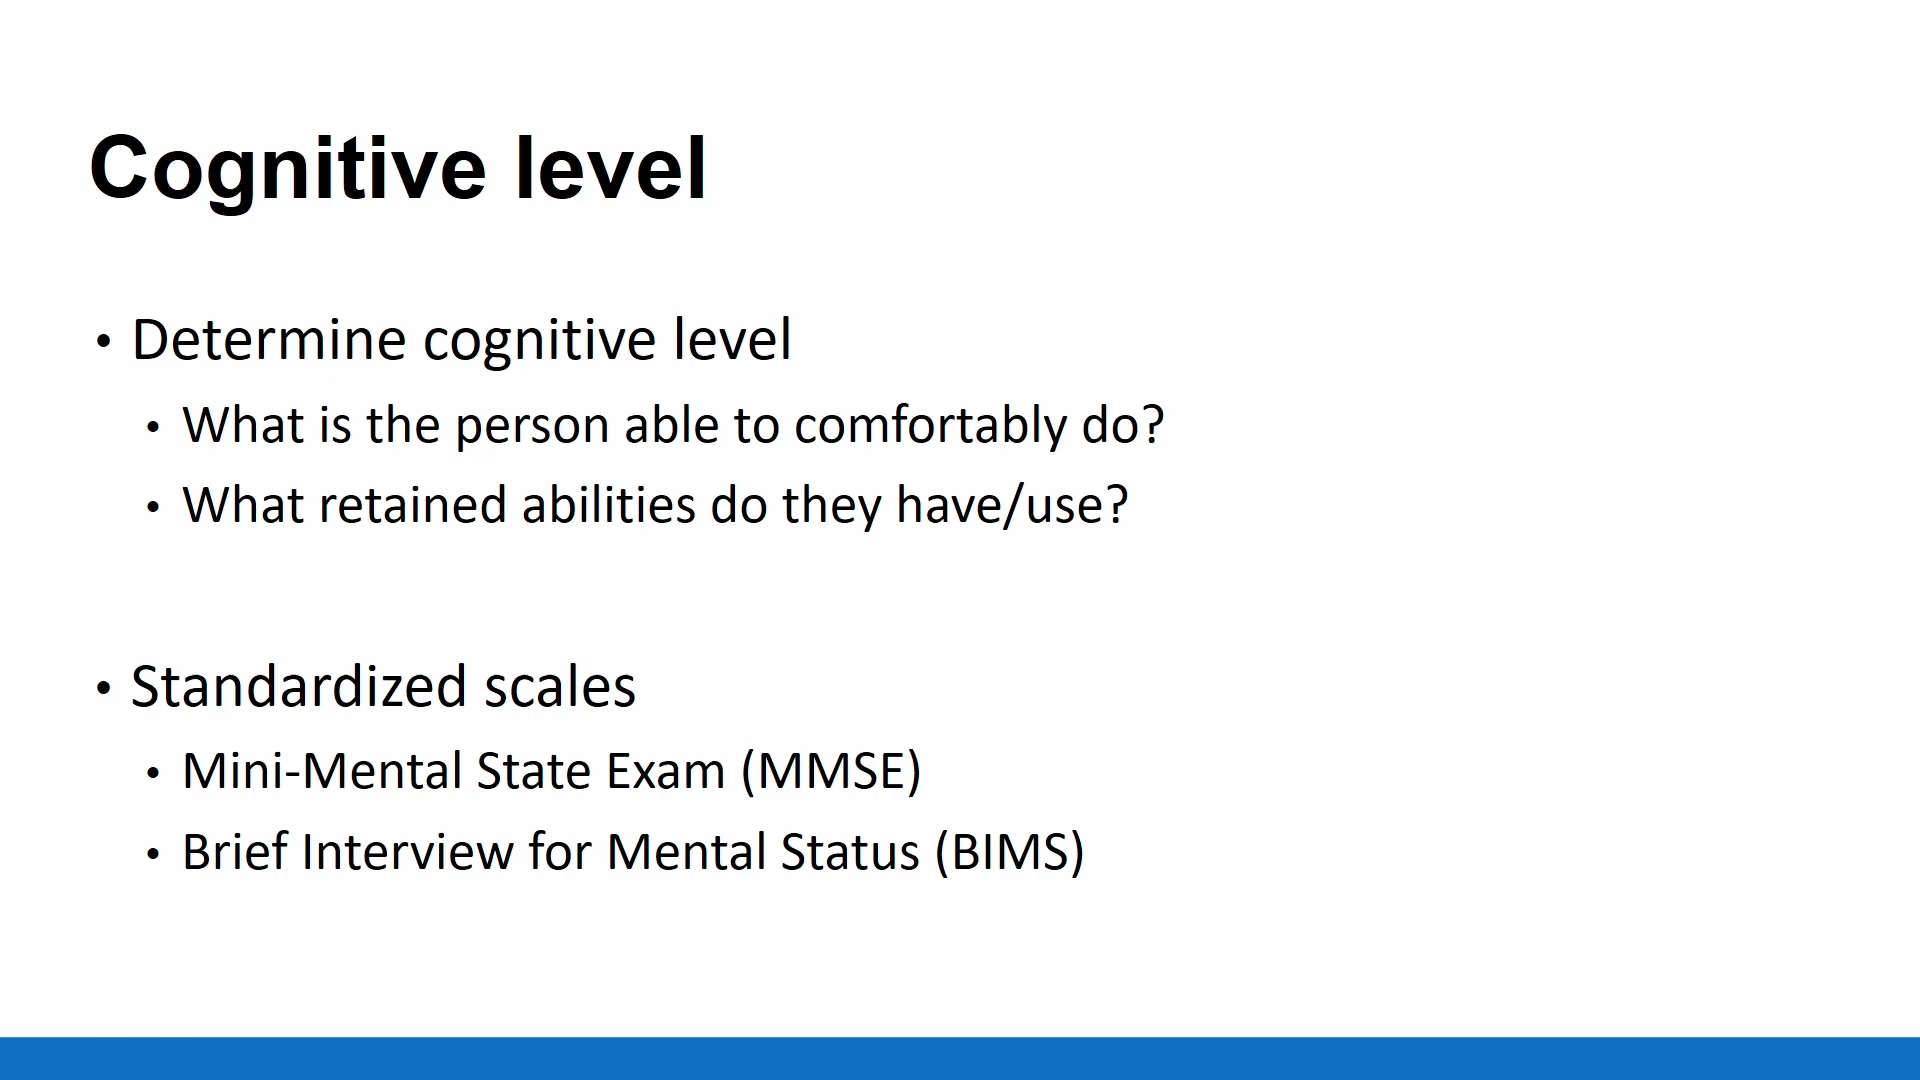 Cognitive level
• Determine cognitive level
• What is the person able to comfortably do?
• What retained abilities do they have/use?
• Standardized scales
• Mini-Mental State Exam (MMSE)
• Brief Interview for Mental Status (BIMS)